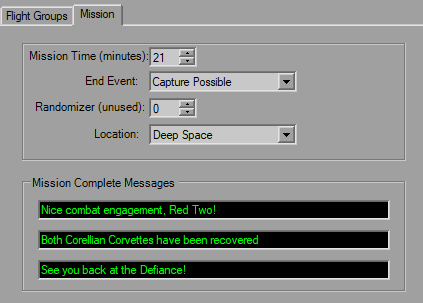 Flight Groups Mission
Mission Time (minutes): 21
End Event: Capture Possible
Randomizer (unused): 0
Location: Deep Space
Mission Complete Messages
Nice combat engagement, Red Two!
Both Corellian Corvettes have been recovered
See you back at the Defiance!